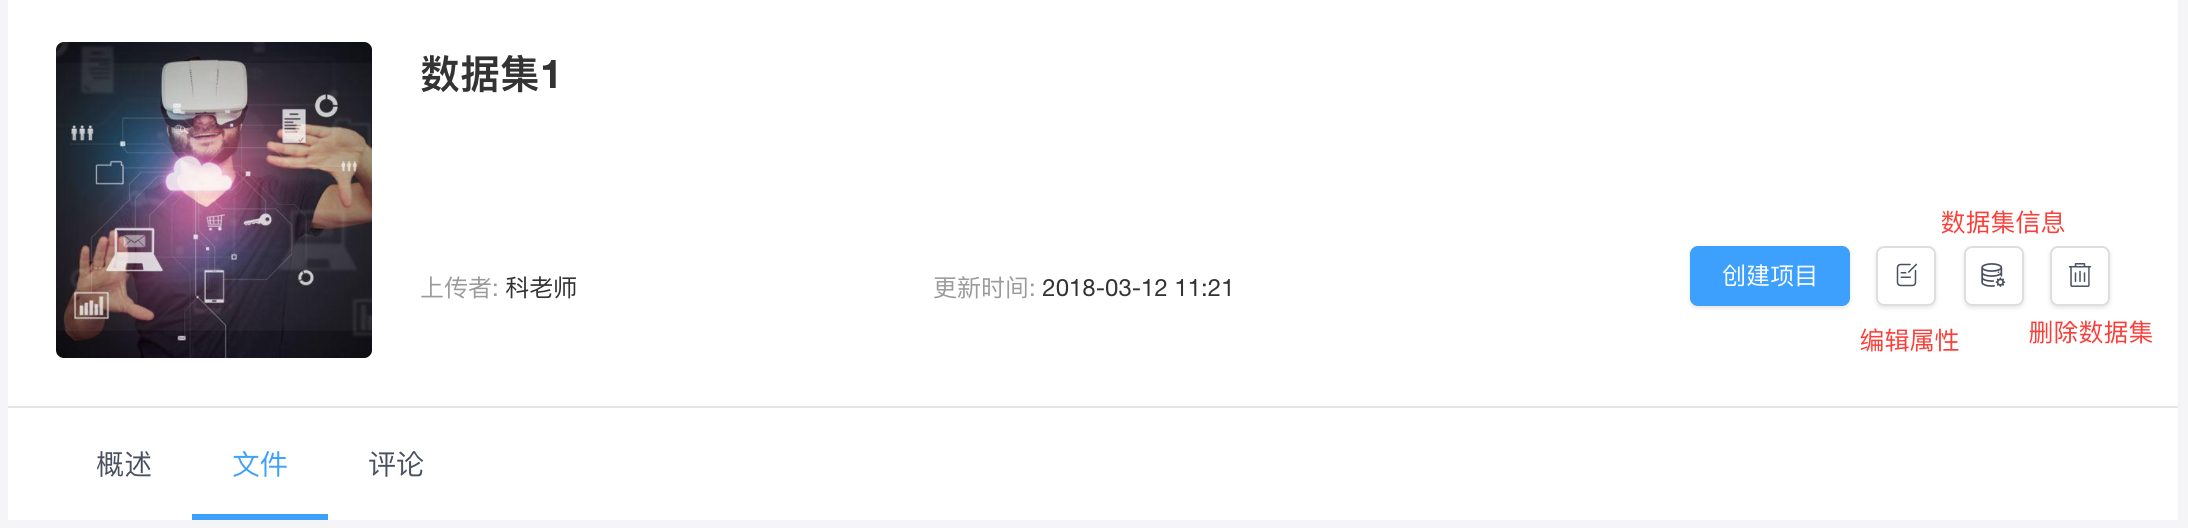 数据集1
数据集信息
上传者: 科老师
更新时间: 2018-03-12 11:21
创建项目
编辑属性
删除数据集
概述
文件
评论